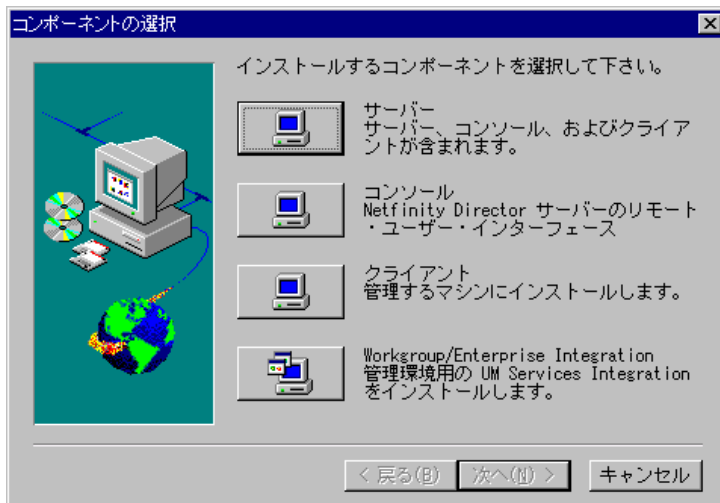 コンポーネントの選択
インストールするコンポーネントを選択して下さい。
サーバー
サーバー、コンソール、およびクライア
ントが含まれます。
コンソール
Netfinity Director サーバーのリモート
・ユーザー・インターフェース
クライアント
管理するマシンにインストールします。
Workgroup/Enterprise Integration
管理環境用の UM Services Integration
をインストールします。
< 戻る(B)
次へ(N) >
キャンセル